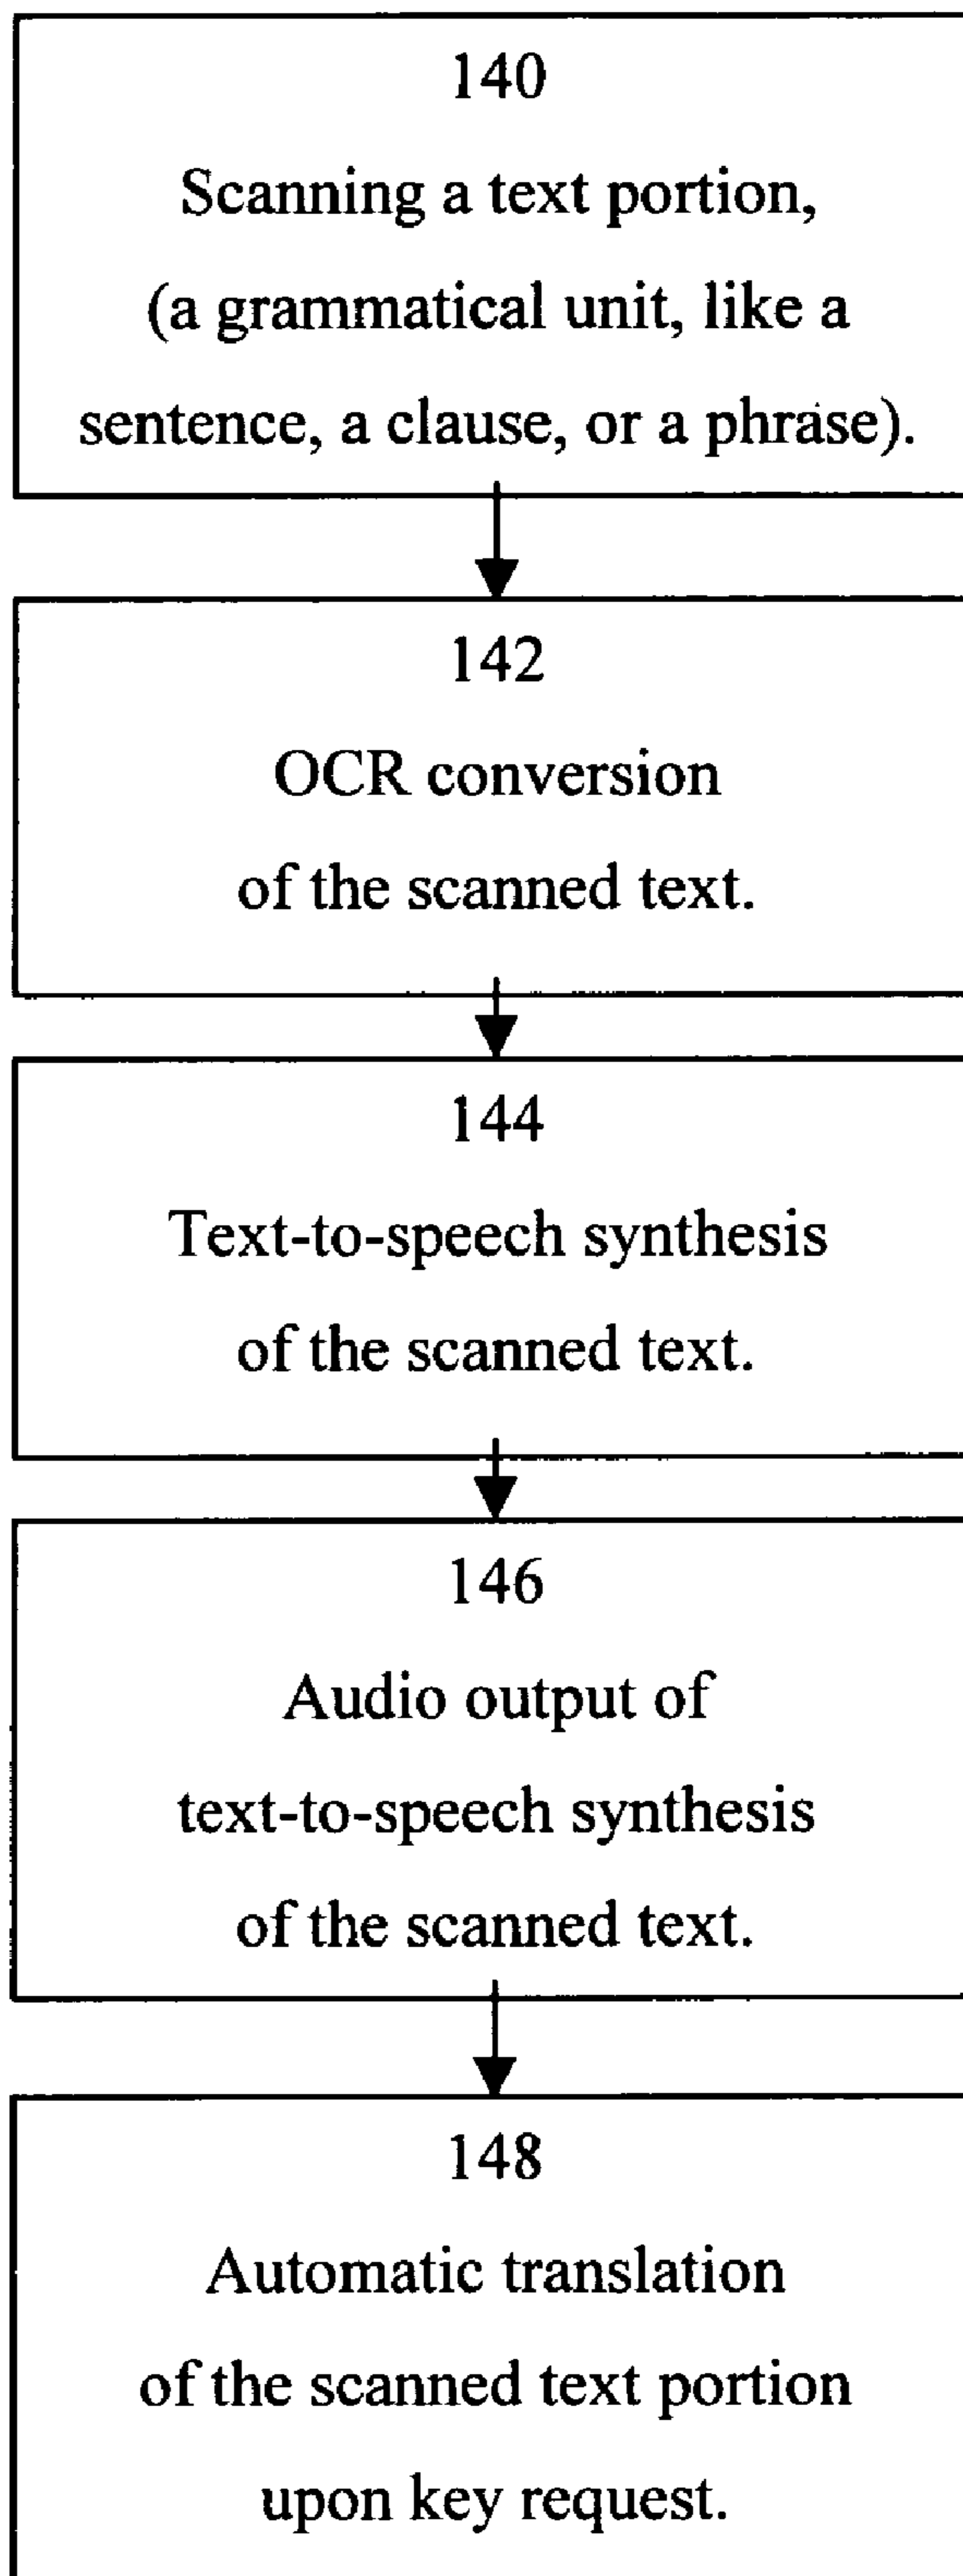 140
Scanning a text portion,
(a grammatical unit, like a
sentence, a clause, or a phrase).
142
OCR conversion
of the scanned text.
144
Text-to-speech synthesis
of the scanned text.
146
Audio output of
text-to-speech synthesis
of the scanned text.
148
Automatic translation
of the scanned text portion
upon key request.